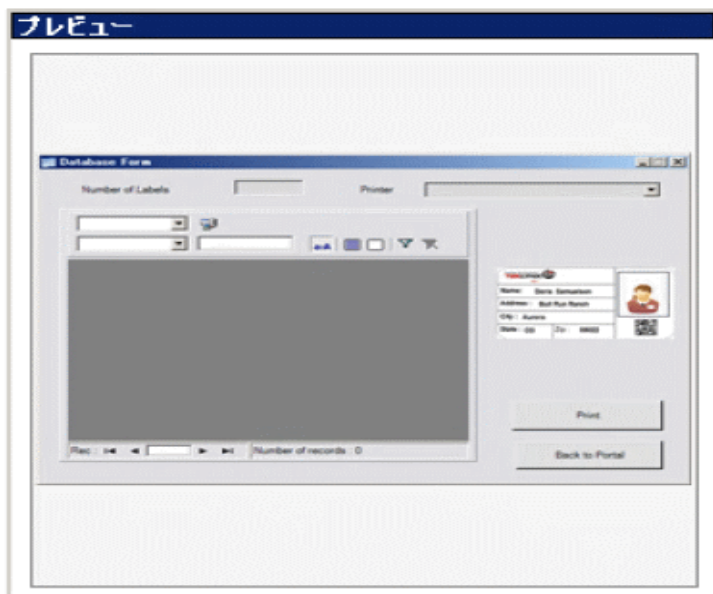 プレビュー
Database Form
Number of Labels
Printer
Name: Doris Samuelson
Address: Bull Run Ranch
City: Aurora
State: CO Zip:
Print
Rec: Number of records : 0
Back to Portal